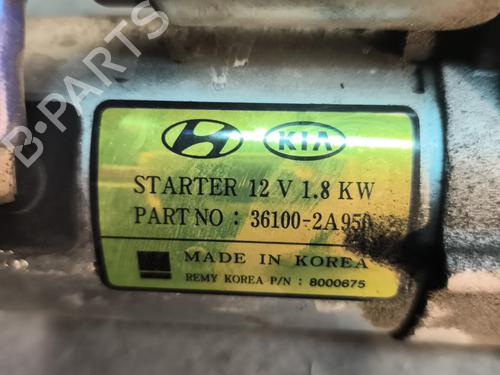 B-PARTS
KIA
STARTER 12 V 1.8 KW
PART NO : 36100-2A950
MADE IN KOREA
REMY KOREA P/N : 8000675